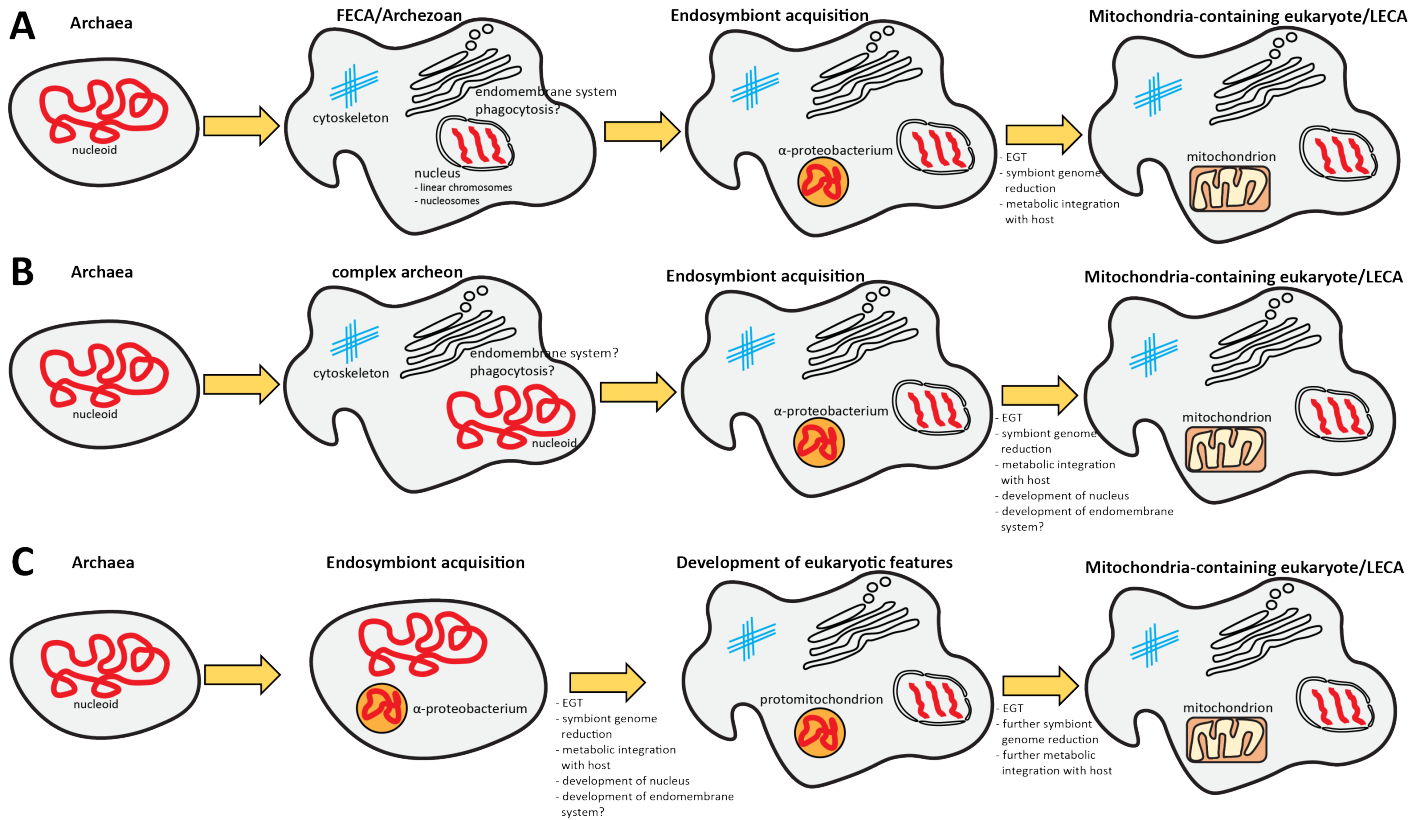 A
Archaea
FECA/Archezoan
Endosymbiont acquisition
Mitochondria-containing eukaryote/LECA
nucleoid
cytoskeleton
endomembrane system
phagocytosis?
nucleus
- linear chromosomes
- nucleosomes
α-proteobacterium
- EGT
- symbiont genome
reduction
- metabolic integration
with host
mitochondrion
B
Archaea
complex archeon
Endosymbiont acquisition
Mitochondria-containing eukaryote/LECA
nucleoid
cytoskeleton
endomembrane system?
phagocytosis?
nucleoid
α-proteobacterium
- EGT
- symbiont genome
reduction
- metabolic integration
with host
- development of nucleus
- development of endomembrane
system?
mitochondrion
C
Archaea
Endosymbiont acquisition
Development of eukaryotic features
Mitochondria-containing eukaryote/LECA
nucleoid
α-proteobacterium
- EGT
- symbiont genome
reduction
- metabolic integration
with host
- development of nucleus
- development of endomembrane
system?
protomitochondrion
- EGT
- further symbiont
genome reduction
- further metabolic
integration with host
mitochondrion